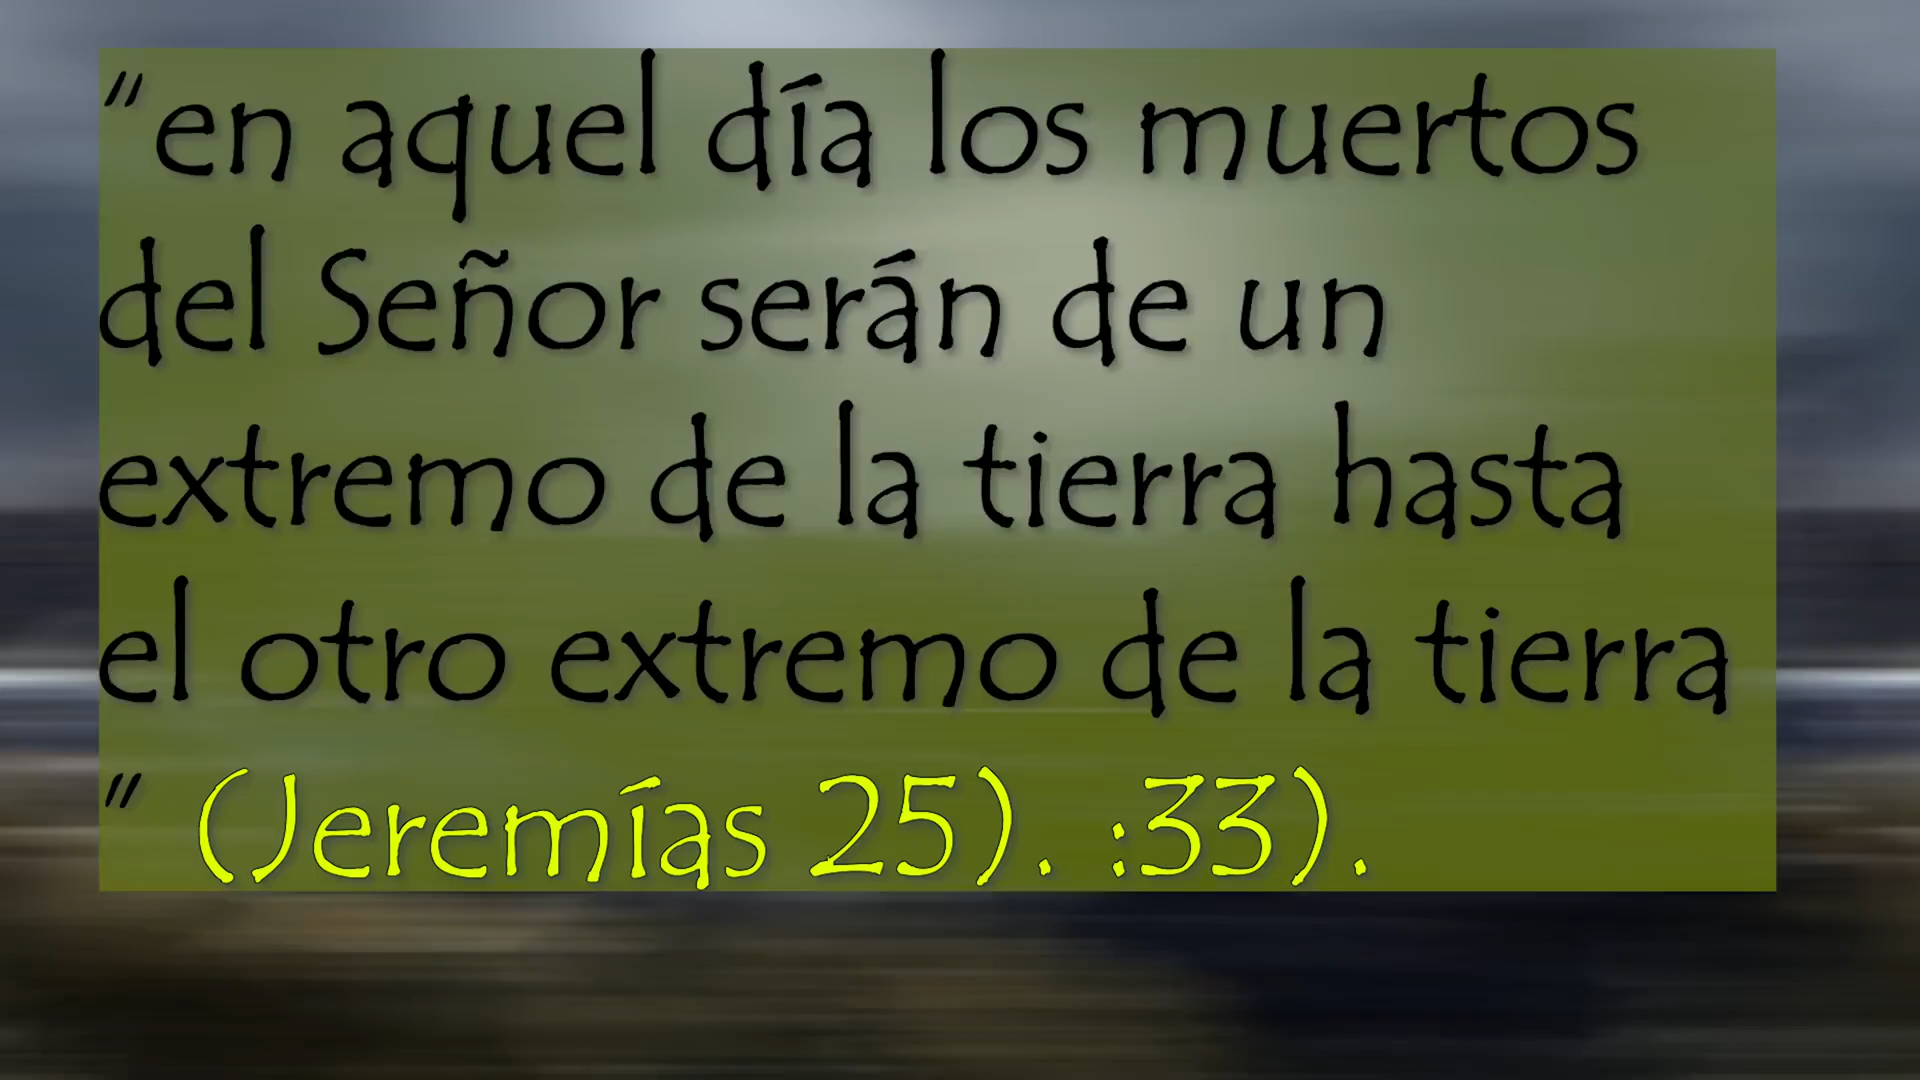 “en aquel día los muertos
del Señor serán de un
extremo de la tierra hasta
el otro extremo de la tierra
” (Jeremías 25). :33).